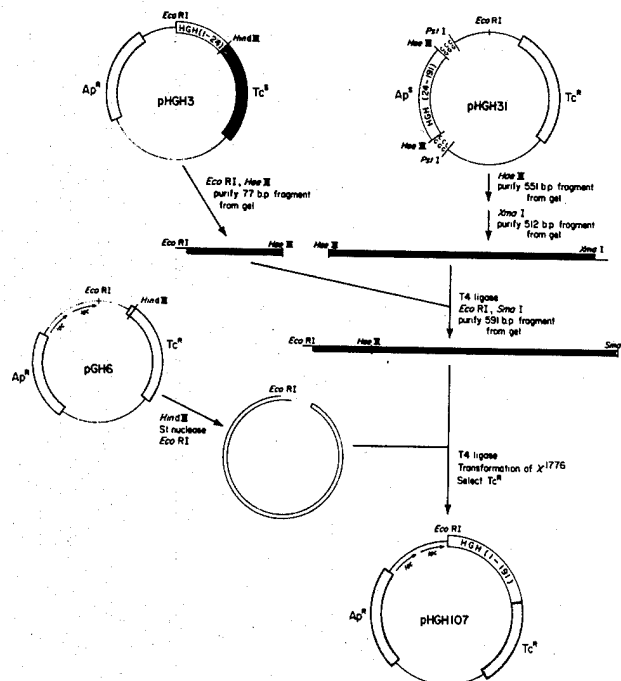 Eco RI
HGH(1-24)
Hind III
Ap^R
Tc^S
pHGH3
Eco RI
Pst I
Hae III
Ap^S
HGH (24-191)
Tc^R
pHGH31
Hae III
Pst I
Eco RI, Hae III
purify 77 b.p. fragment
from gel
Hae III
purify 551 b p fragment
from gel
Xma I
purify 512 b.p. fragment
from gel
Eco RI
Hae III
Hae III
Xma I
T4 ligase
Eco RI, Sma I
purify 591 b.p. fragment
from gel
Eco RI
Hae III
Sma
Eco RI
Hind III
Ap^R
Tc^R
pGH6
Hind III
S1 nuclease
Eco RI
Eco RI
T4 ligase
Transformation of X1776
Select Tc^R
Eco RI
HGH(1-191)
Ap^R
pHGH107
Tc^R